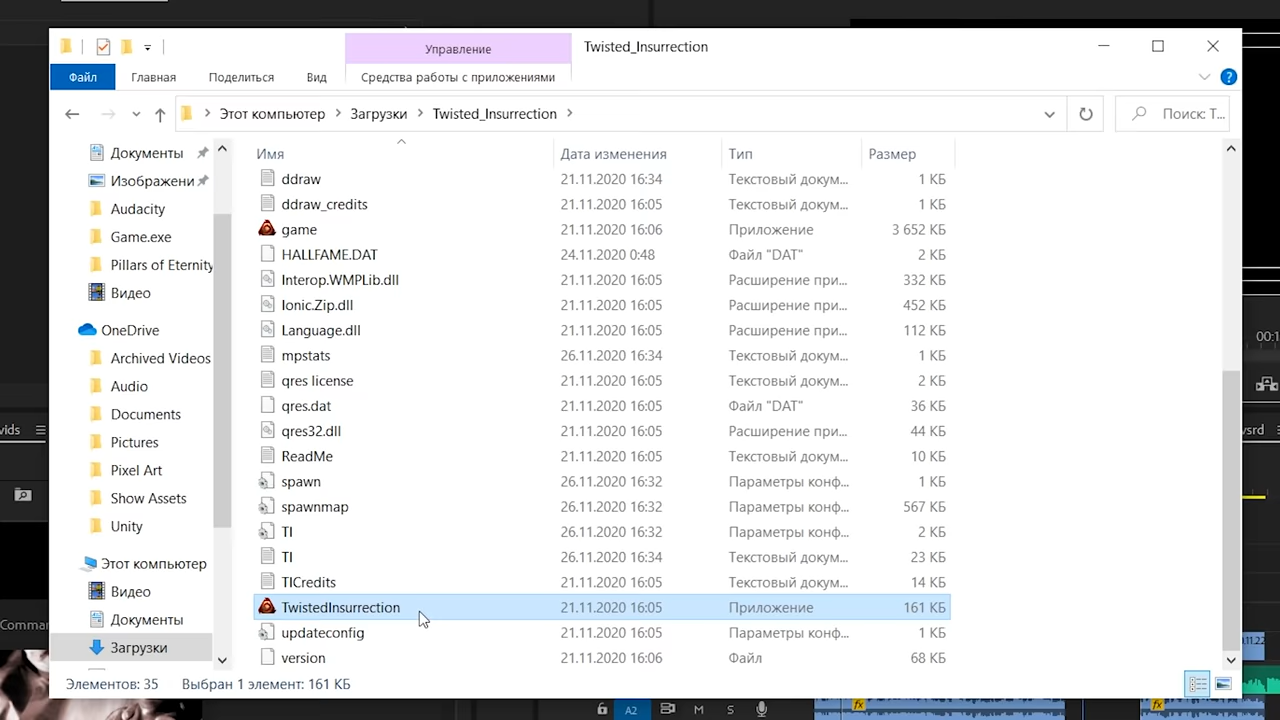 Управление
Twisted_Insurrection
Файл
Главная
Поделиться
Вид
Средства работы с приложениями
Этот компьютер
Загрузки
Twisted_Insurrection
Поиск: T...
Имя
Дата изменения
Тип
Размер
Документы
Изображени
Audacity
Game.exe
Pillars of Eternity
Видео
OneDrive
Archived Videos
Audio
Documents
Pictures
Pixel Art
Show Assets
Unity
Этот компьютер
Видео
Документы
Загрузки
ddraw 21.11.2020 16:34 Текстовый докум... 1 КБ
ddraw_credits 21.11.2020 16:05 Текстовый докум... 1 КБ
game 21.11.2020 16:06 Приложение 3 652 КБ
HALLFAME.DAT 24.11.2020 0:48 Файл "DAT" 2 КБ
Interop.WMPLib.dll 21.11.2020 16:05 Расширение при... 332 КБ
Ionic.Zip.dll 21.11.2020 16:05 Расширение при... 452 КБ
Language.dll 21.11.2020 16:05 Расширение при... 112 КБ
mpstats 26.11.2020 16:34 Текстовый докум... 1 КБ
qres license 21.11.2020 16:05 Текстовый докум... 2 КБ
qres.dat 21.11.2020 16:05 Файл "DAT" 36 КБ
qres32.dll 21.11.2020 16:05 Расширение при... 44 КБ
ReadMe 21.11.2020 16:05 Текстовый докум... 10 КБ
spawn 26.11.2020 16:32 Параметры конф... 1 КБ
spawnmap 26.11.2020 16:32 Параметры конф... 567 КБ
TI 26.11.2020 16:32 Параметры конф... 2 КБ
TI 26.11.2020 16:34 Текстовый докум... 23 КБ
TICredits 21.11.2020 16:05 Текстовый докум... 14 КБ
TwistedInsurrection 21.11.2020 16:05 Приложение 161 КБ
updateconfig 21.11.2020 16:05 Параметры конф... 1 КБ
version 21.11.2020 16:06 Файл 68 КБ
Элементов: 35
Выбран 1 элемент: 161 КБ
vids
Comman
00:1
vsrd
11.22
A2
M
S
fx
fx